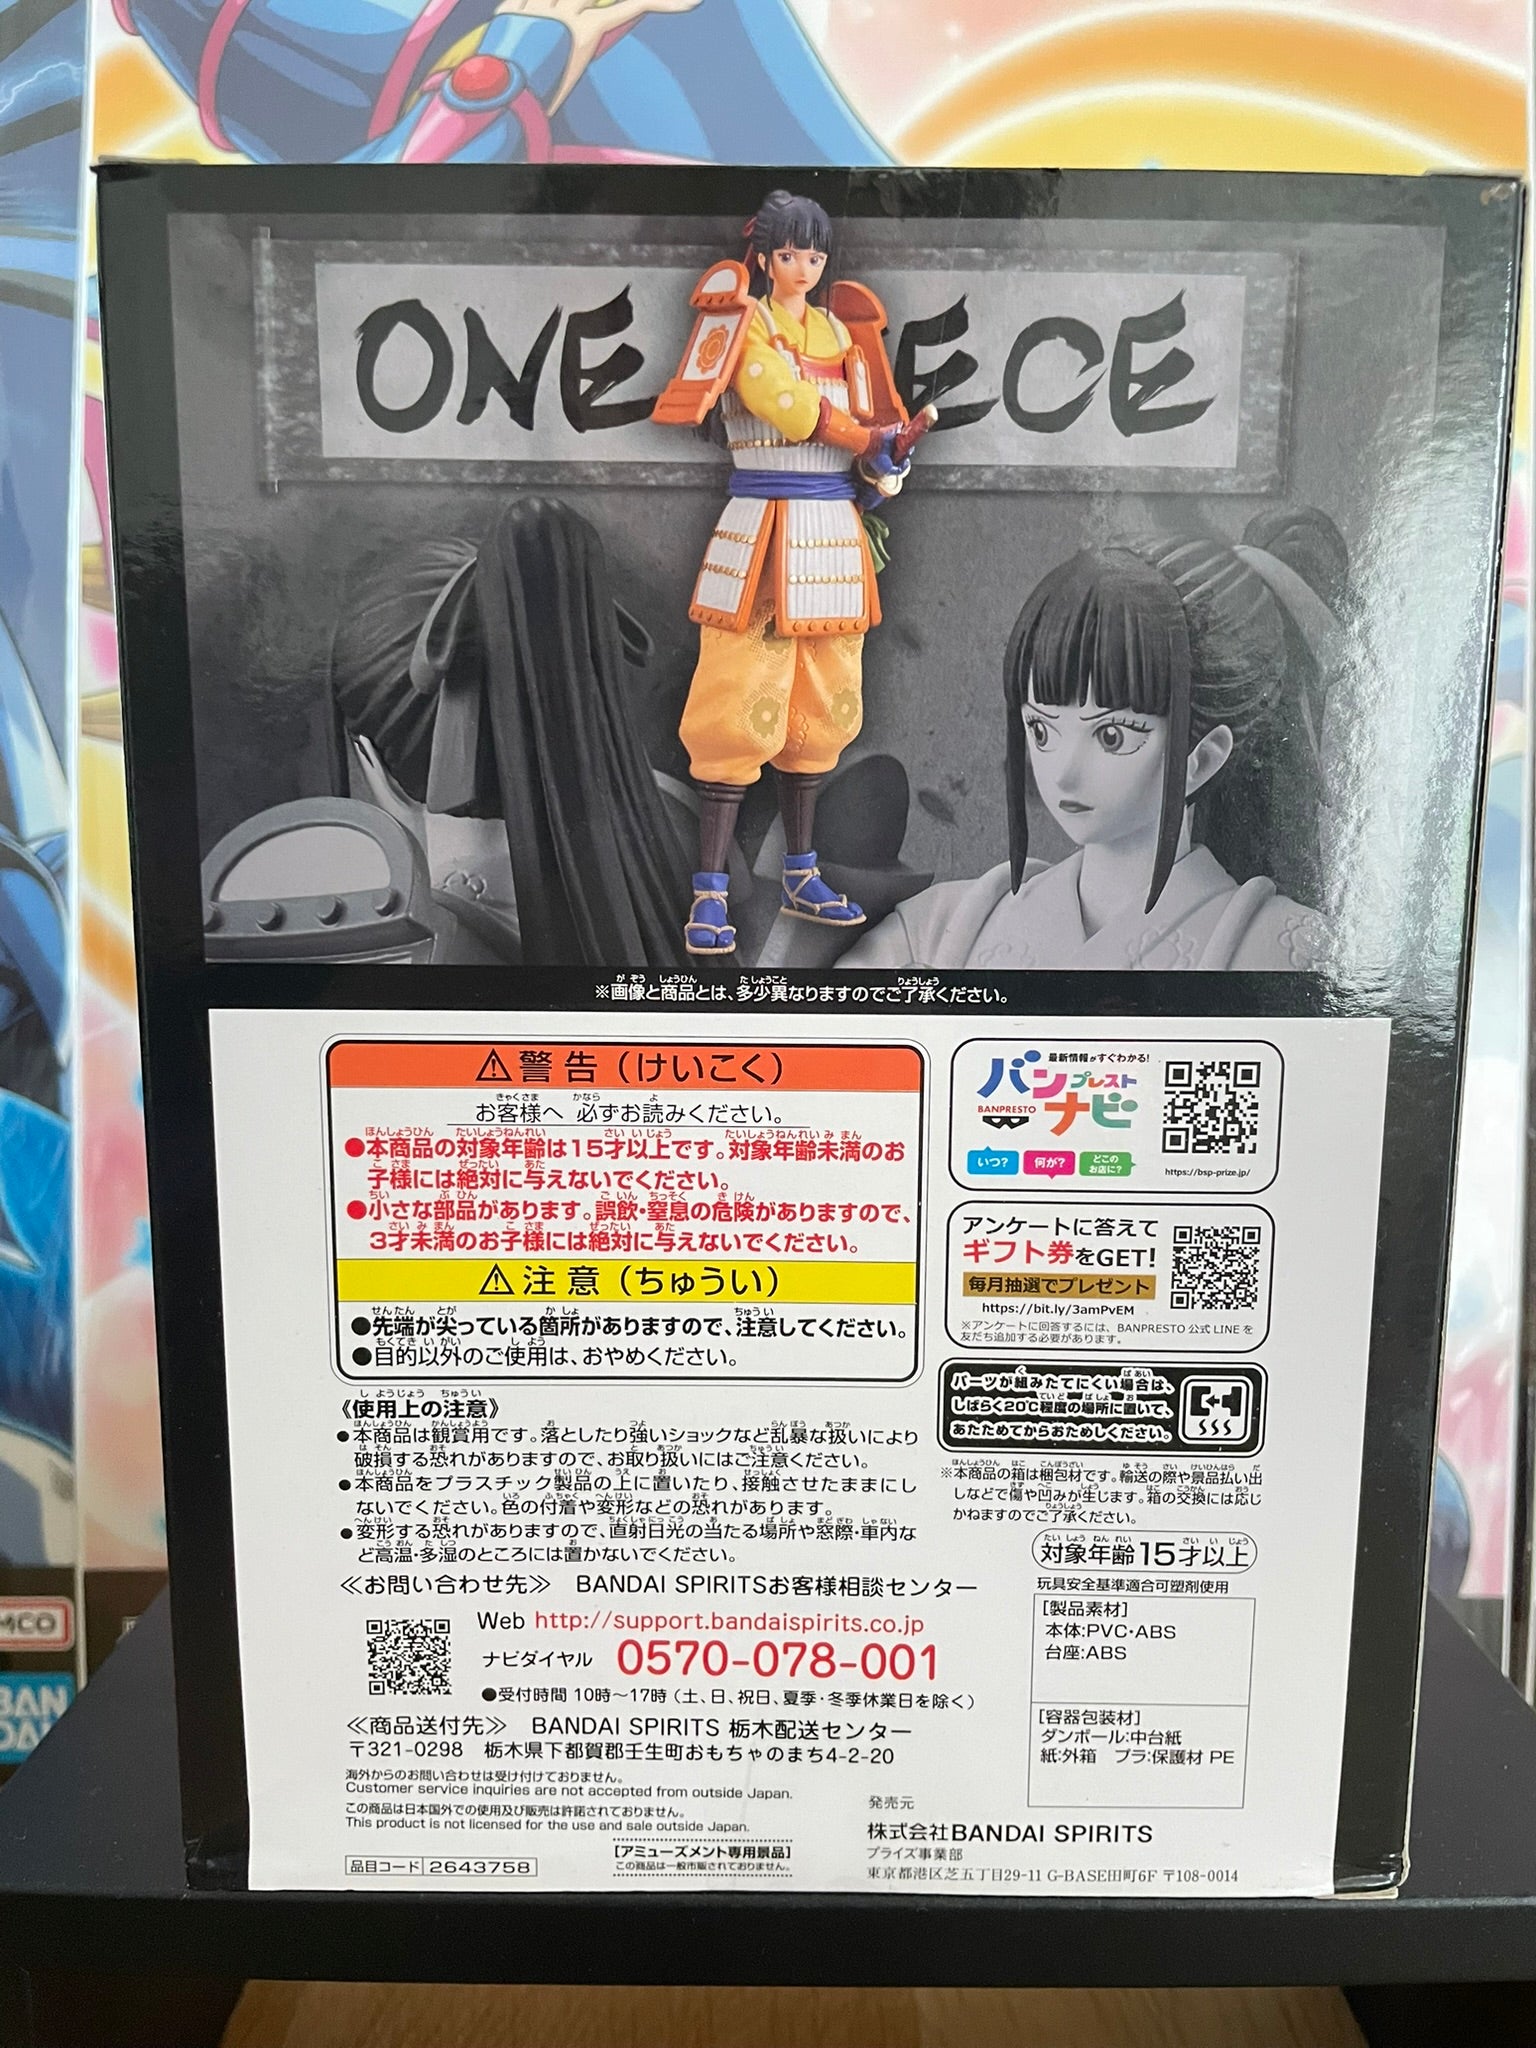 ONE PIECE
※画像と商品とは、多少異なりますのでご了承ください。
⚠警告（けいこく）
お客様へ 必ずお読みください。
●本商品の対象年齢は15才以上です。対象年齢未満のお
子様には絶対に与えないでください。
●小さな部品があります。誤飲・窒息の危険がありますので、
3才未満のお子様には絶対に与えないでください。
⚠注意（ちゅうい）
●先端が尖っている箇所がありますので、注意してください。
●目的以外のご使用は、おやめください。
《使用上の注意》
●本商品は観賞用です。落としたり強いショックなど乱暴な扱いにより
破損する恐れがありますので、お取り扱いにはご注意ください。
●本商品をプラスチック製品の上に置いたり、接触させたままにし
ないでください。色の付着や変形などの恐れがあります。
●変形する恐れがありますので、直射日光の当たる場所や窓際・車内な
ど高温・多湿のところには置かないでください。
≪お問い合わせ先≫ BANDAI SPIRITSお客様相談センター
Web http://support.bandaispirits.co.jp
ナビダイヤル 0570-078-001
●受付時間 10時～17時（土、日、祝日、夏季・冬季休業日を除く）
≪商品送付先≫ BANDAI SPIRITS 栃木配送センター
〒321-0298 栃木県下都賀郡壬生町おもちゃのまち4-2-20
海外からのお問い合わせは受け付けておりません。
Customer service inquiries are not accepted from outside Japan.
この商品は日本国外での使用及び販売は許諾されておりません。
This product is not licensed for the use and sale outside Japan.
品目コード 2643758
[アミューズメント専用景品]
この商品は一般市販されておりません。
最新情報がすぐわかる!
バンプレストナビ
BANPRESTO
いつ? 何が? どこのお店に?
https://bsp-prize.jp/
アンケートに答えて
ギフト券をGET!
毎月抽選でプレゼント
https://bit.ly/3amPvEM
※アンケートに回答するには、BANPRESTO公式LINEを
友だち追加する必要があります。
パーツが組みたてにくい場合は、
しばらく20℃程度の場所に置いて、
あたためてからおためしください。
※本商品の箱は梱包材です。輸送の際や景品払い出
しなどで傷や凹みが生じます。箱の交換には応じ
かねますのでご了承ください。
対象年齢15才以上
玩具安全基準適合可塑剤使用
[製品素材]
本体:PVC・ABS
台座:ABS
[容器包装材]
ダンボール:中台紙
紙:外箱 プラ:保護材 PE
発売元
株式会社BANDAI SPIRITS
プライズ事業部
東京都港区芝五丁目29-11 G-BASE田町6F 〒108-0014